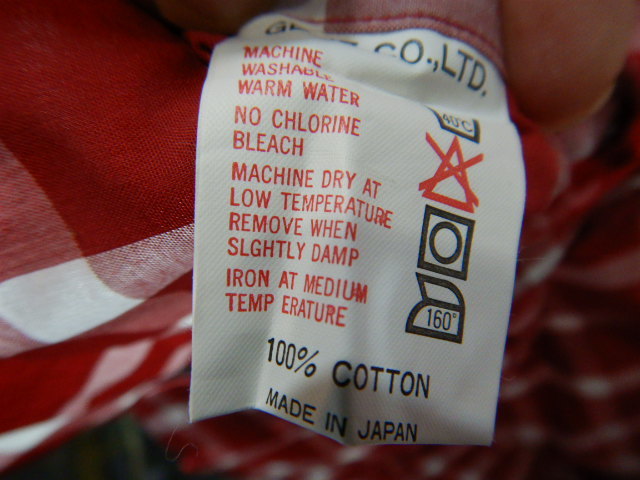 CO.,LTD.
MACHINE
WASHABLE
WARM WATER
40°C
NO CHLORINE
BLEACH
MACHINE DRY AT
LOW TEMPERATURE
REMOVE WHEN
SLGHTLY DAMP
IRON AT MEDIUM
TEMP ERATURE
160°
100% COTTON
MADE IN JAPAN